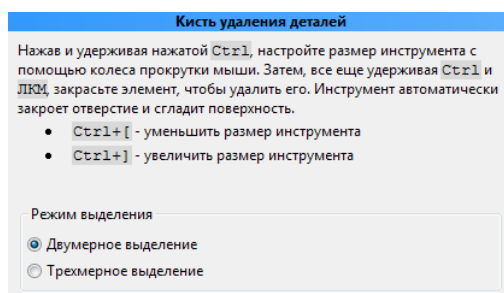 Кисть удаления деталей
Нажав и удерживая нажатой Ctrl, настройте размер инструмента с
помощью колеса прокрутки мыши. Затем, все еще удерживая Ctrl и
ЛКМ, закрасьте элемент, чтобы удалить его. Инструмент автоматически
закроет отверстие и сгладит поверхность.
• Ctrl+[ - уменьшить размер инструмента
• Ctrl+] - увеличить размер инструмента
Режим выделения
Двумерное выделение
Трехмерное выделение